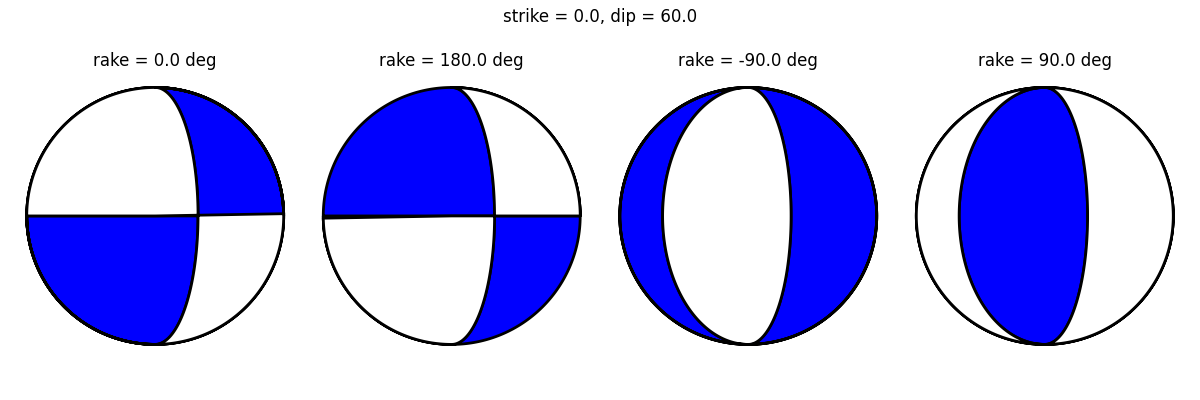 strike = 0.0, dip = 60.0
rake = 0.0 deg
rake = 180.0 deg
rake = -90.0 deg
rake = 90.0 deg